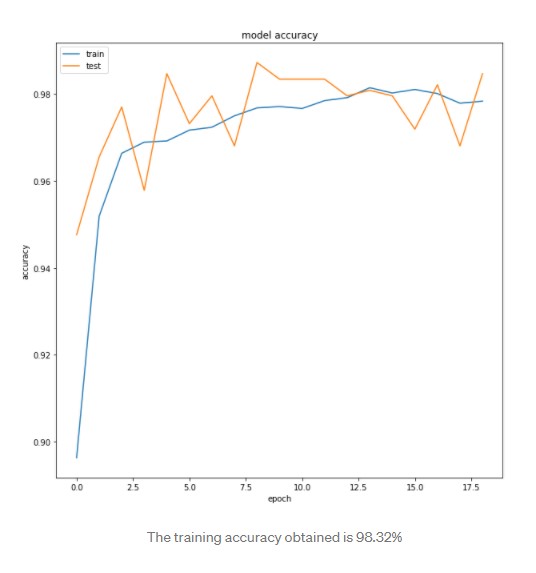 model accuracy
train
test
0.98
0.96
0.94
0.92
0.90
accuracy
0.0 2.5 5.0 7.5 10.0 12.5 15.0 17.5
epoch
The training accuracy obtained is 98.32%